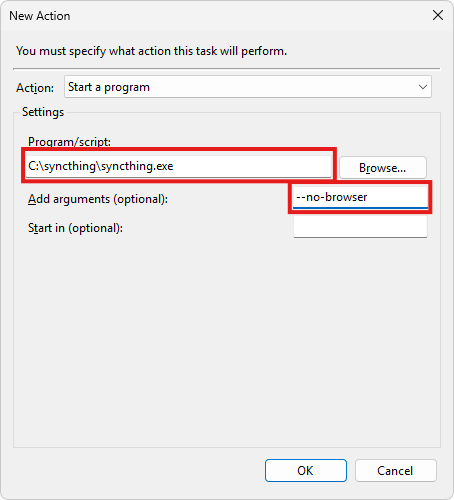 New Action
You must specify what action this task will perform.
Action: Start a program
Settings
Program/script:
C:\syncthing\syncthing.exe Browse...
Add arguments (optional): --no-browser
Start in (optional):
OK Cancel